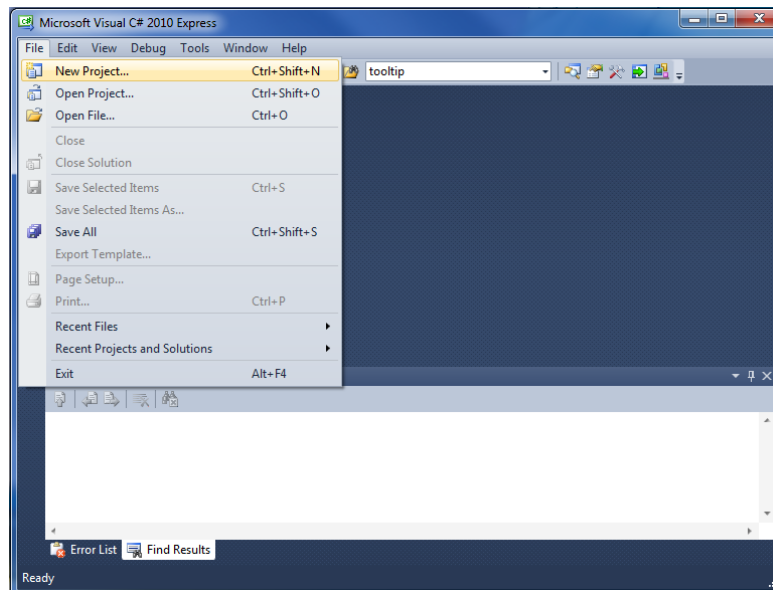 Microsoft Visual C# 2010 Express
File Edit View Debug Tools Window Help
New Project... Ctrl+Shift+N
tooltip
Open Project... Ctrl+Shift+O
Open File... Ctrl+O
Close
Close Solution
Save Selected Items Ctrl+S
Save Selected Items As...
Save All Ctrl+Shift+S
Export Template...
Page Setup...
Print... Ctrl+P
Recent Files
Recent Projects and Solutions
Exit Alt+F4
Error List Find Results
Ready